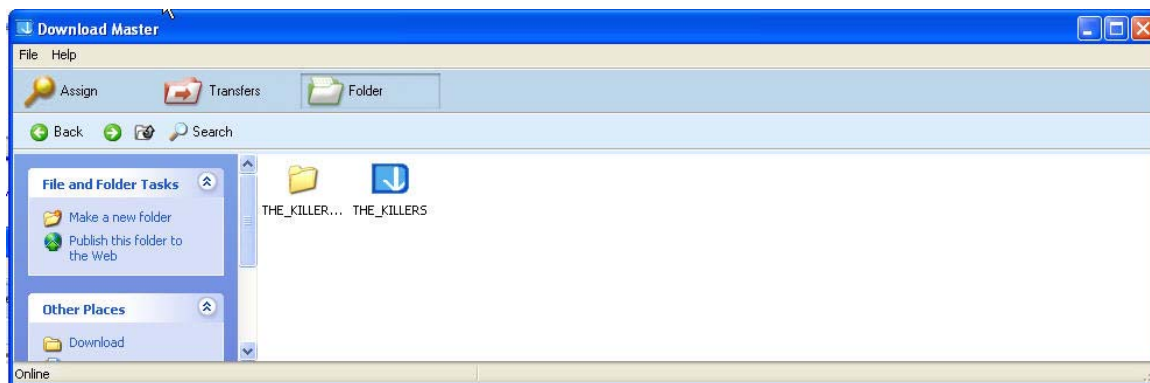 Download Master
File Help
Assign Transfers Folder
Back Search
File and Folder Tasks
Make a new folder
Publish this folder to
the Web
Other Places
Download
THE_KILLER... THE_KILLERS
Online